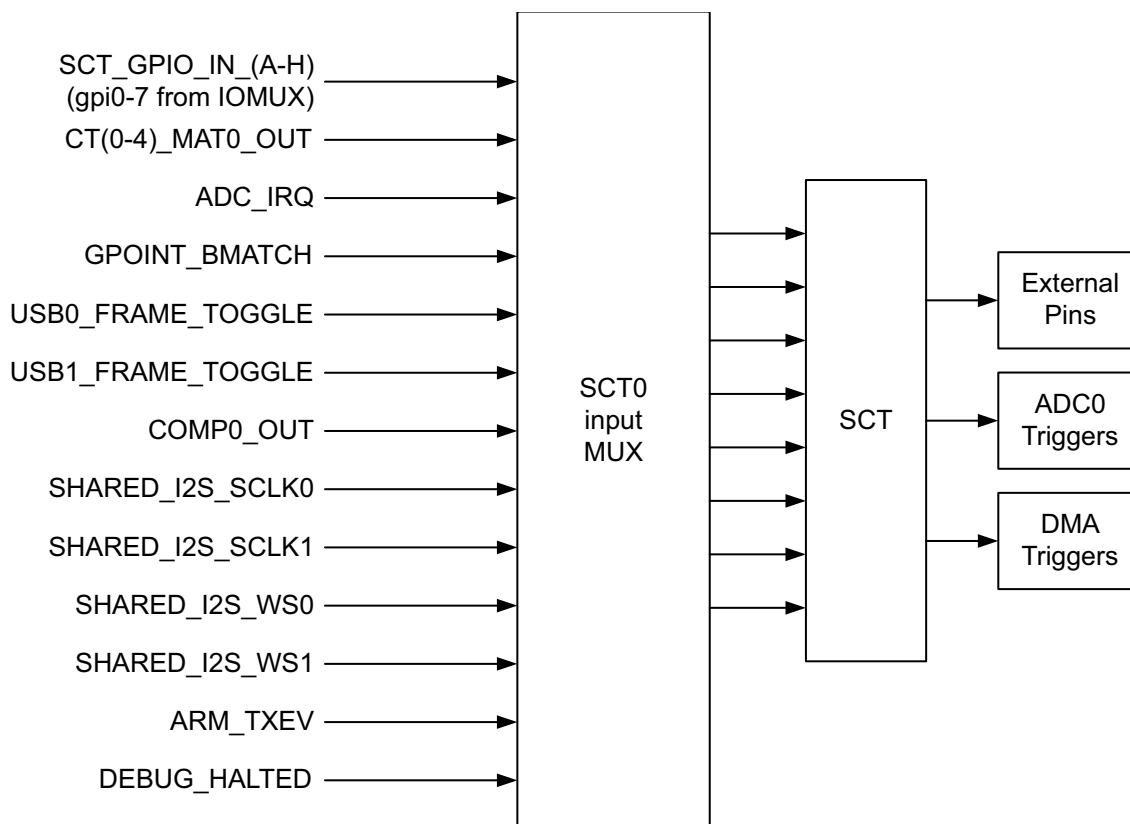 SCT_GPIO_IN_(A-H)
(gpi0-7 from IOMUX)
CT(0-4)_MAT0_OUT
ADC_IRQ
GPOINT_BMATCH
USB0_FRAME_TOGGLE
USB1_FRAME_TOGGLE
COMP0_OUT
SHARED_I2S_SCLK0
SHARED_I2S_SCLK1
SHARED_I2S_WS0
SHARED_I2S_WS1
ARM_TXEV
DEBUG_HALTED
SCT0
input
MUX
SCT
External
Pins
ADC0
Triggers
DMA
Triggers